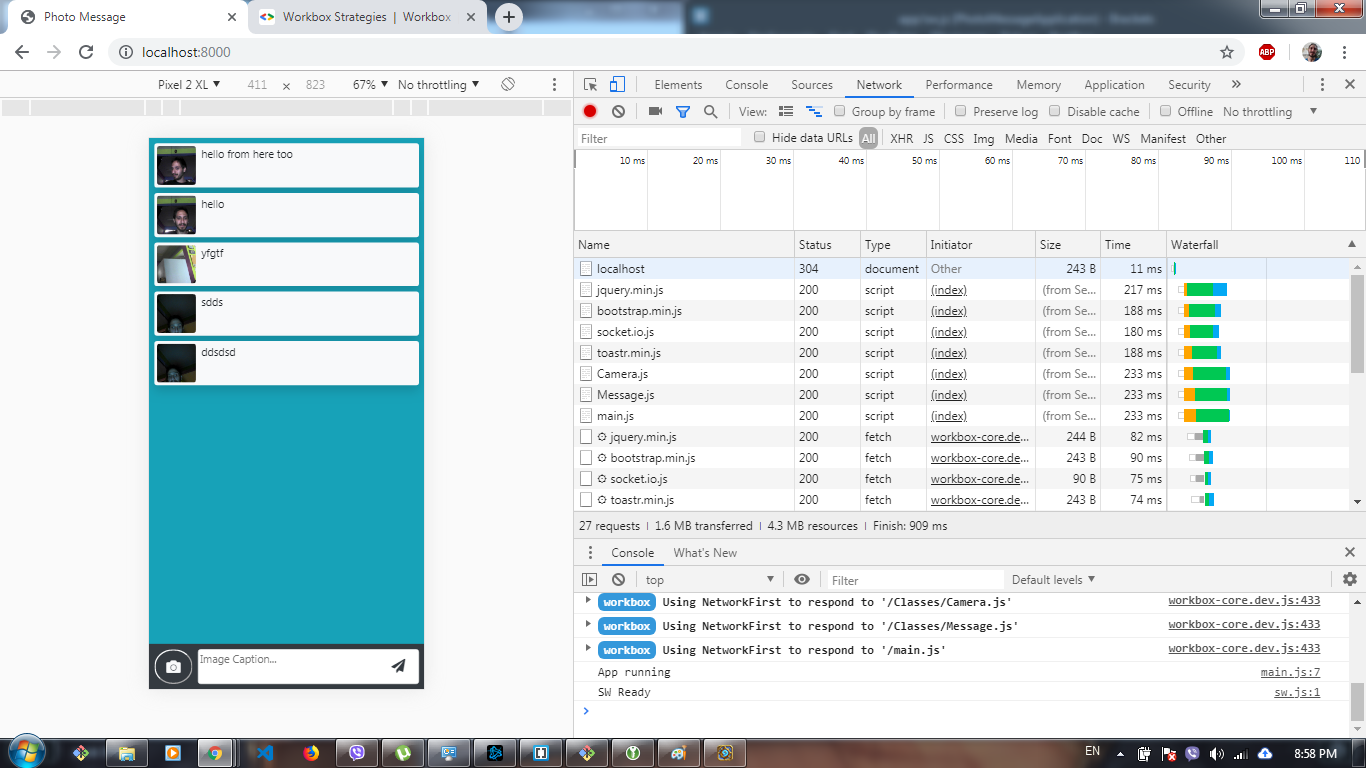 Photo Message
Workbox Strategies | Workbox
localhost:8000
ABP
Pixel 2 XL ▼ 411 × 823 67% ▼ No throttling ▼
Elements Console Sources Network Performance Memory Application Security »
View: Group by frame Preserve log Disable cache Offline No throttling ▼
Filter Hide data URLs All XHR JS CSS Img Media Font Doc WS Manifest Other
10 ms 20 ms 30 ms 40 ms 50 ms 60 ms 70 ms 80 ms 90 ms 100 ms 110
Name Status Type Initiator Size Time Waterfall
localhost 304 document Other 243 B 11 ms
jquery.min.js 200 script (index) (from Se... 217 ms
bootstrap.min.js 200 script (index) (from Se... 188 ms
socket.io.js 200 script (index) (from Se... 180 ms
toastr.min.js 200 script (index) (from Se... 188 ms
Camera.js 200 script (index) (from Se... 233 ms
Message.js 200 script (index) (from Se... 233 ms
main.js 200 script (index) (from Se... 233 ms
jquery.min.js 200 fetch workbox-core.de... 244 B 82 ms
bootstrap.min.js 200 fetch workbox-core.de... 243 B 90 ms
socket.io.js 200 fetch workbox-core.de... 90 B 75 ms
toastr.min.js 200 fetch workbox-core.de... 243 B 74 ms
27 requests | 1.6 MB transferred | 4.3 MB resources | Finish: 909 ms
Console What's New
top ▼ Filter Default levels ▼
workbox Using NetworkFirst to respond to '/Classes/Camera.js' workbox-core.dev.js:433
workbox Using NetworkFirst to respond to '/Classes/Message.js' workbox-core.dev.js:433
workbox Using NetworkFirst to respond to '/main.js' workbox-core.dev.js:433
App running main.js:7
SW Ready sw.js:1
hello from here too
hello
yfgtf
sdds
ddsdsd
Image Caption...
EN 8:58 PM